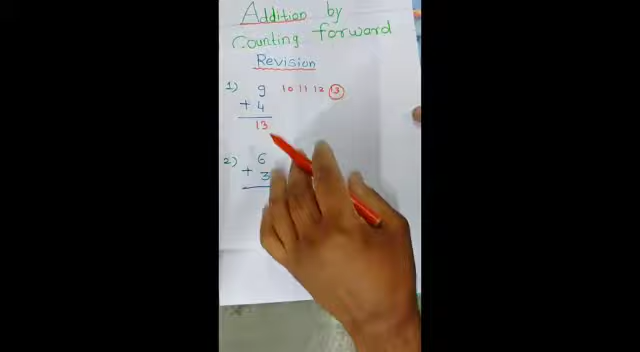 Addition by
Counting forward
Revision
1) 9 10 11 12 13
+ 4
13
2) 6
+ 3